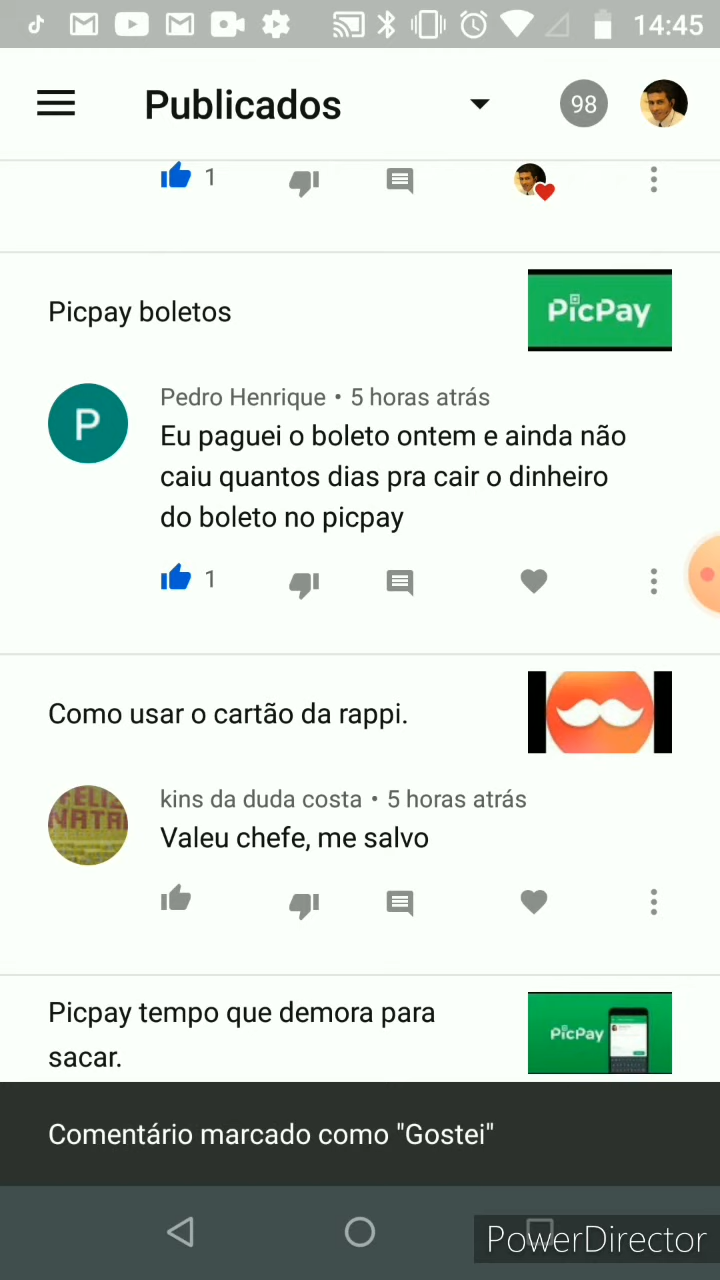 14:45
Publicados
98
1
Picpay boletos
PicPay
P
Pedro Henrique • 5 horas atrás
Eu paguei o boleto ontem e ainda não
caiu quantos dias pra cair o dinheiro
do boleto no picpay
1
Como usar o cartão da rappi.
FELIZ
NATAL
kins da duda costa • 5 horas atrás
Valeu chefe, me salvo
Picpay tempo que demora para
sacar.
PicPay
Comentário marcado como "Gostei"
PowerDirector